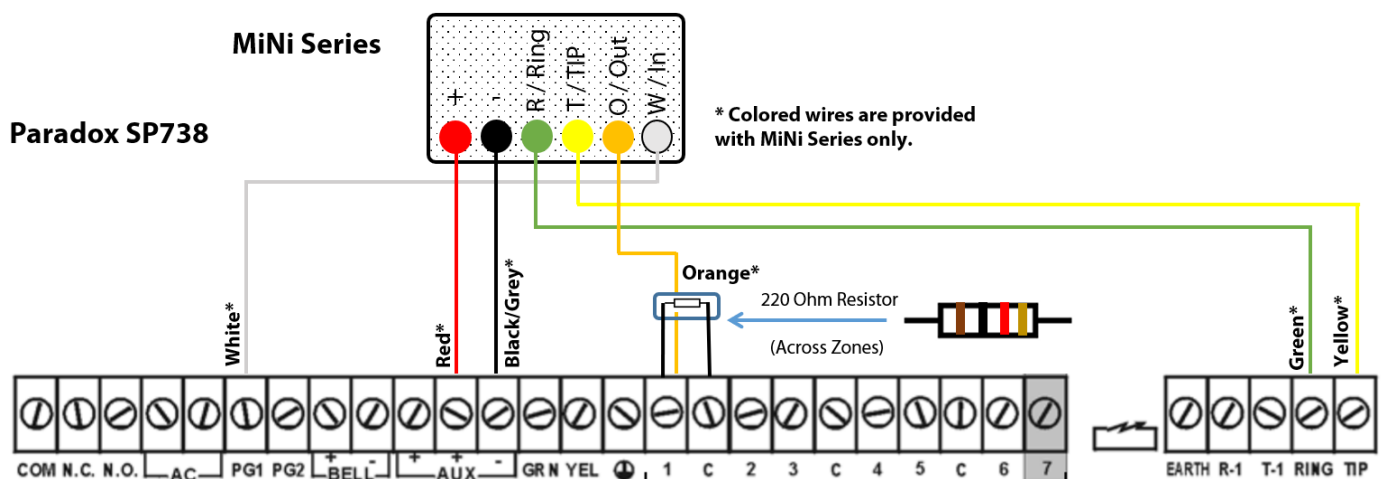 MiNi Series
+
-
R / Ring
T / TIP
O / Out
W / In
Paradox SP738
* Colored wires are provided
with MiNi Series only.
White*
Red*
Black/Grey*
Orange*
220 Ohm Resistor
(Across Zones)
Green*
Yellow*
COM N.C. N.O. AC PG1 PG2 + BELL - + AUX + - GRN YEL 1 C 2 3 C 4 5 C 6 7 EARTH R-1 T-1 RING TIP